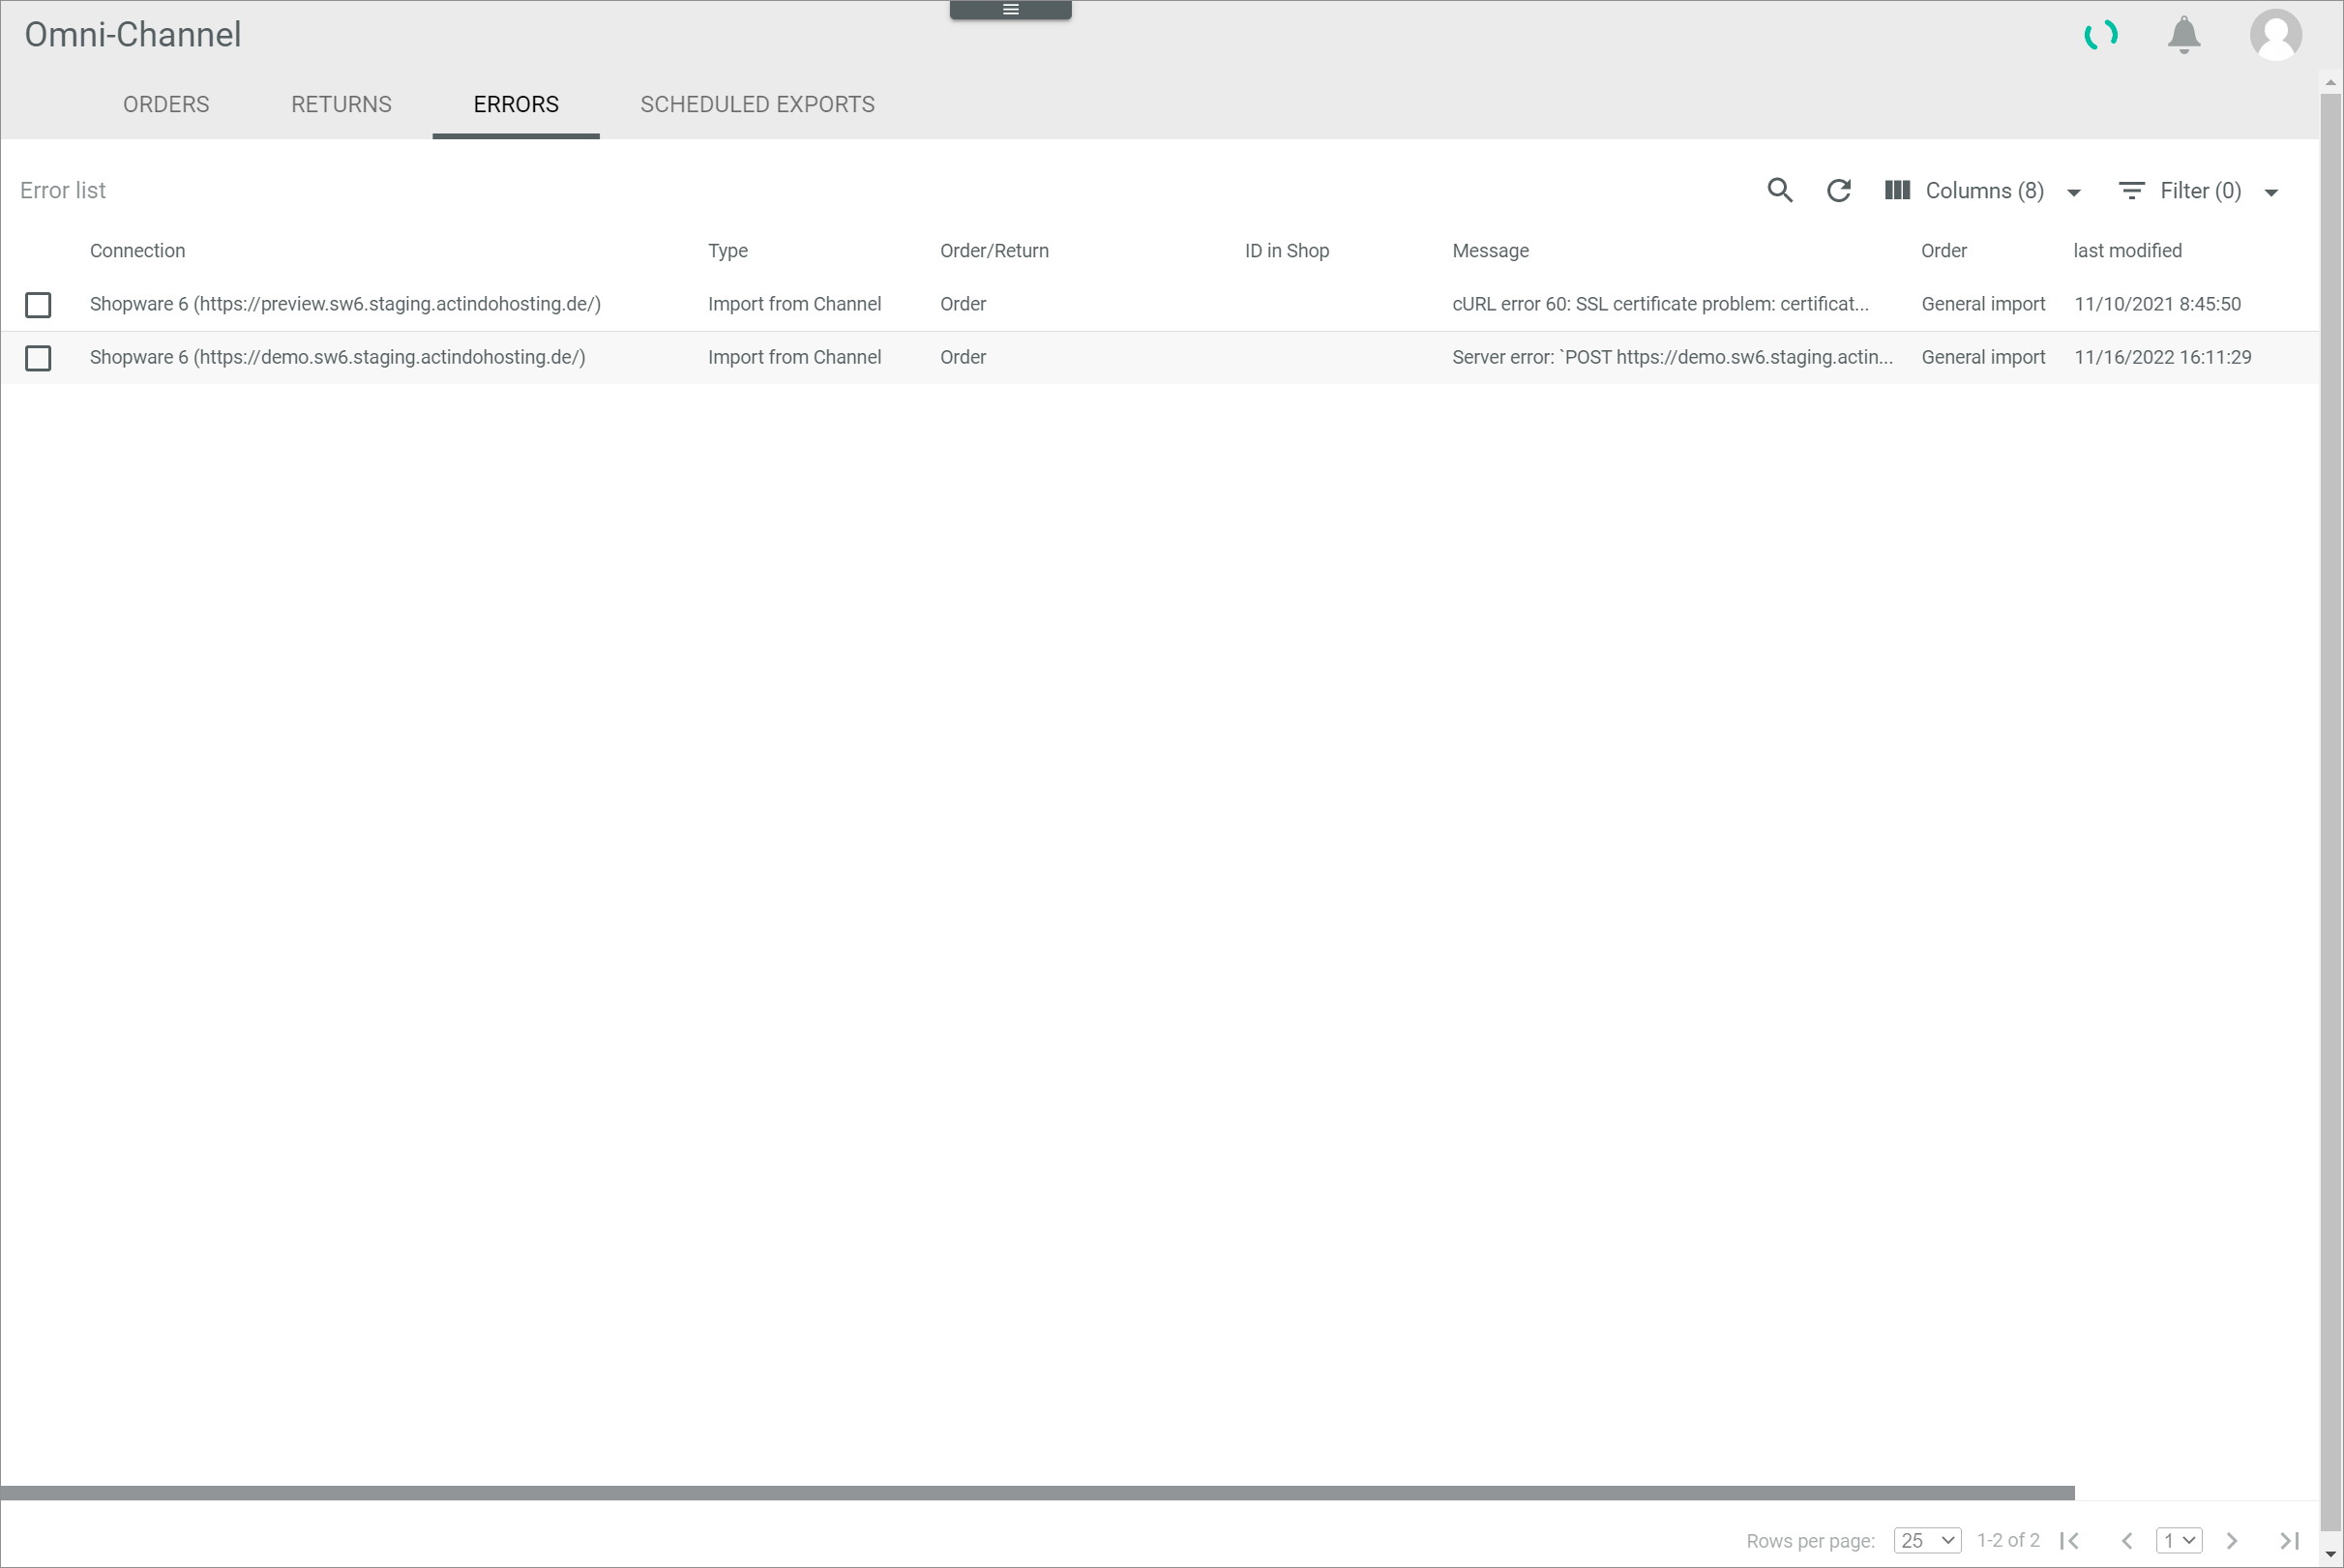 Omni-Channel
ORDERS RETURNS ERRORS SCHEDULED EXPORTS
Error list Columns (8) Filter (0)
Connection Type Order/Return ID in Shop Message Order last modified
Shopware 6 (https://preview.sw6.staging.actindohosting.de/) Import from Channel Order cURL error 60: SSL certificate problem: certificat... General import 11/10/2021 8:45:50
Shopware 6 (https://demo.sw6.staging.actindohosting.de/) Import from Channel Order Server error: `POST https://demo.sw6.staging.actin... General import 11/16/2022 16:11:29
Rows per page: 25 1-2 of 2 1